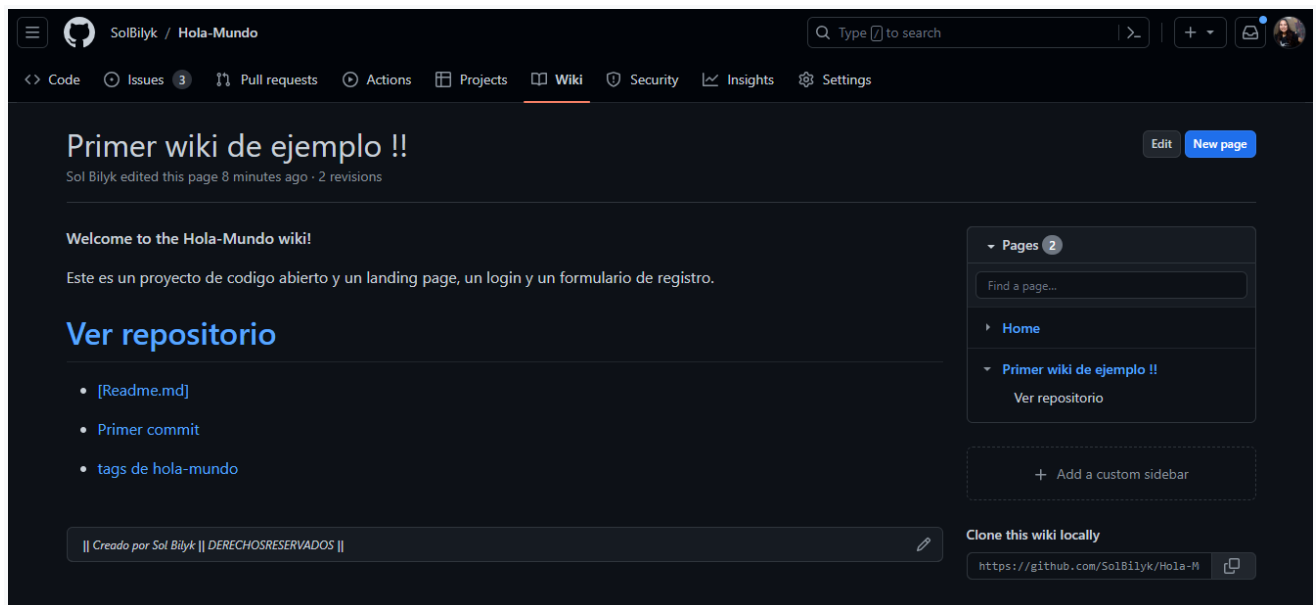 SolBilyk / Hola-Mundo
Type / to search
Code
Issues 3
Pull requests
Actions
Projects
Wiki
Security
Insights
Settings
Primer wiki de ejemplo !!
Edit
New page
Sol Bilyk edited this page 8 minutes ago · 2 revisions
Welcome to the Hola-Mundo wiki!
Este es un proyecto de codigo abierto y un landing page, un login y un formulario de registro.
Ver repositorio
• [Readme.md]
• Primer commit
• tags de hola-mundo
|| Creado por Sol Bilyk || DERECHOSRESERVADOS ||
Pages 2
Find a page...
Home
Primer wiki de ejemplo !!
Ver repositorio
+ Add a custom sidebar
Clone this wiki locally
https://github.com/SolBilyk/Hola-M